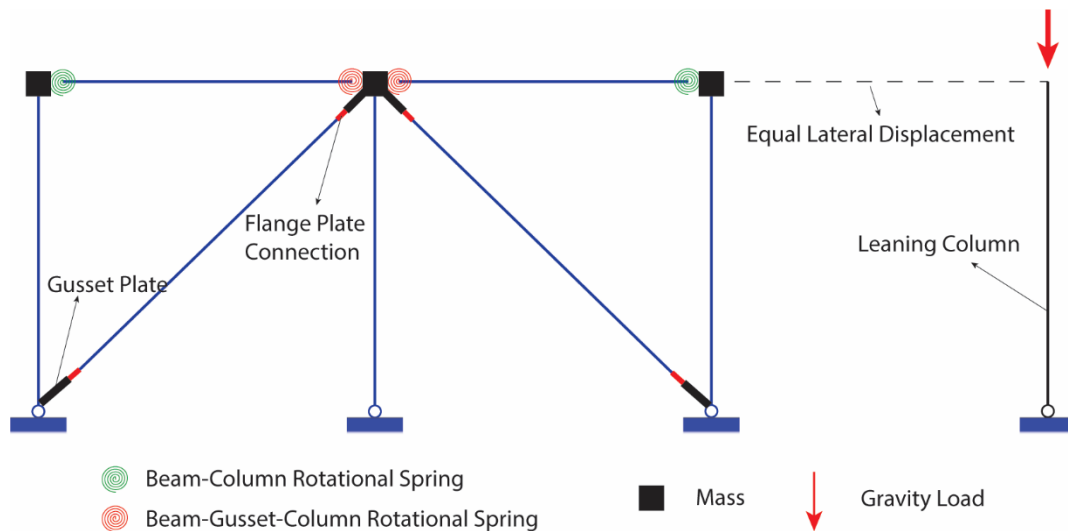 Equal Lateral Displacement
Flange Plate
Connection
Leaning Column
Gusset Plate
Beam-Column Rotational Spring
Mass
Gravity Load
Beam-Gusset-Column Rotational Spring